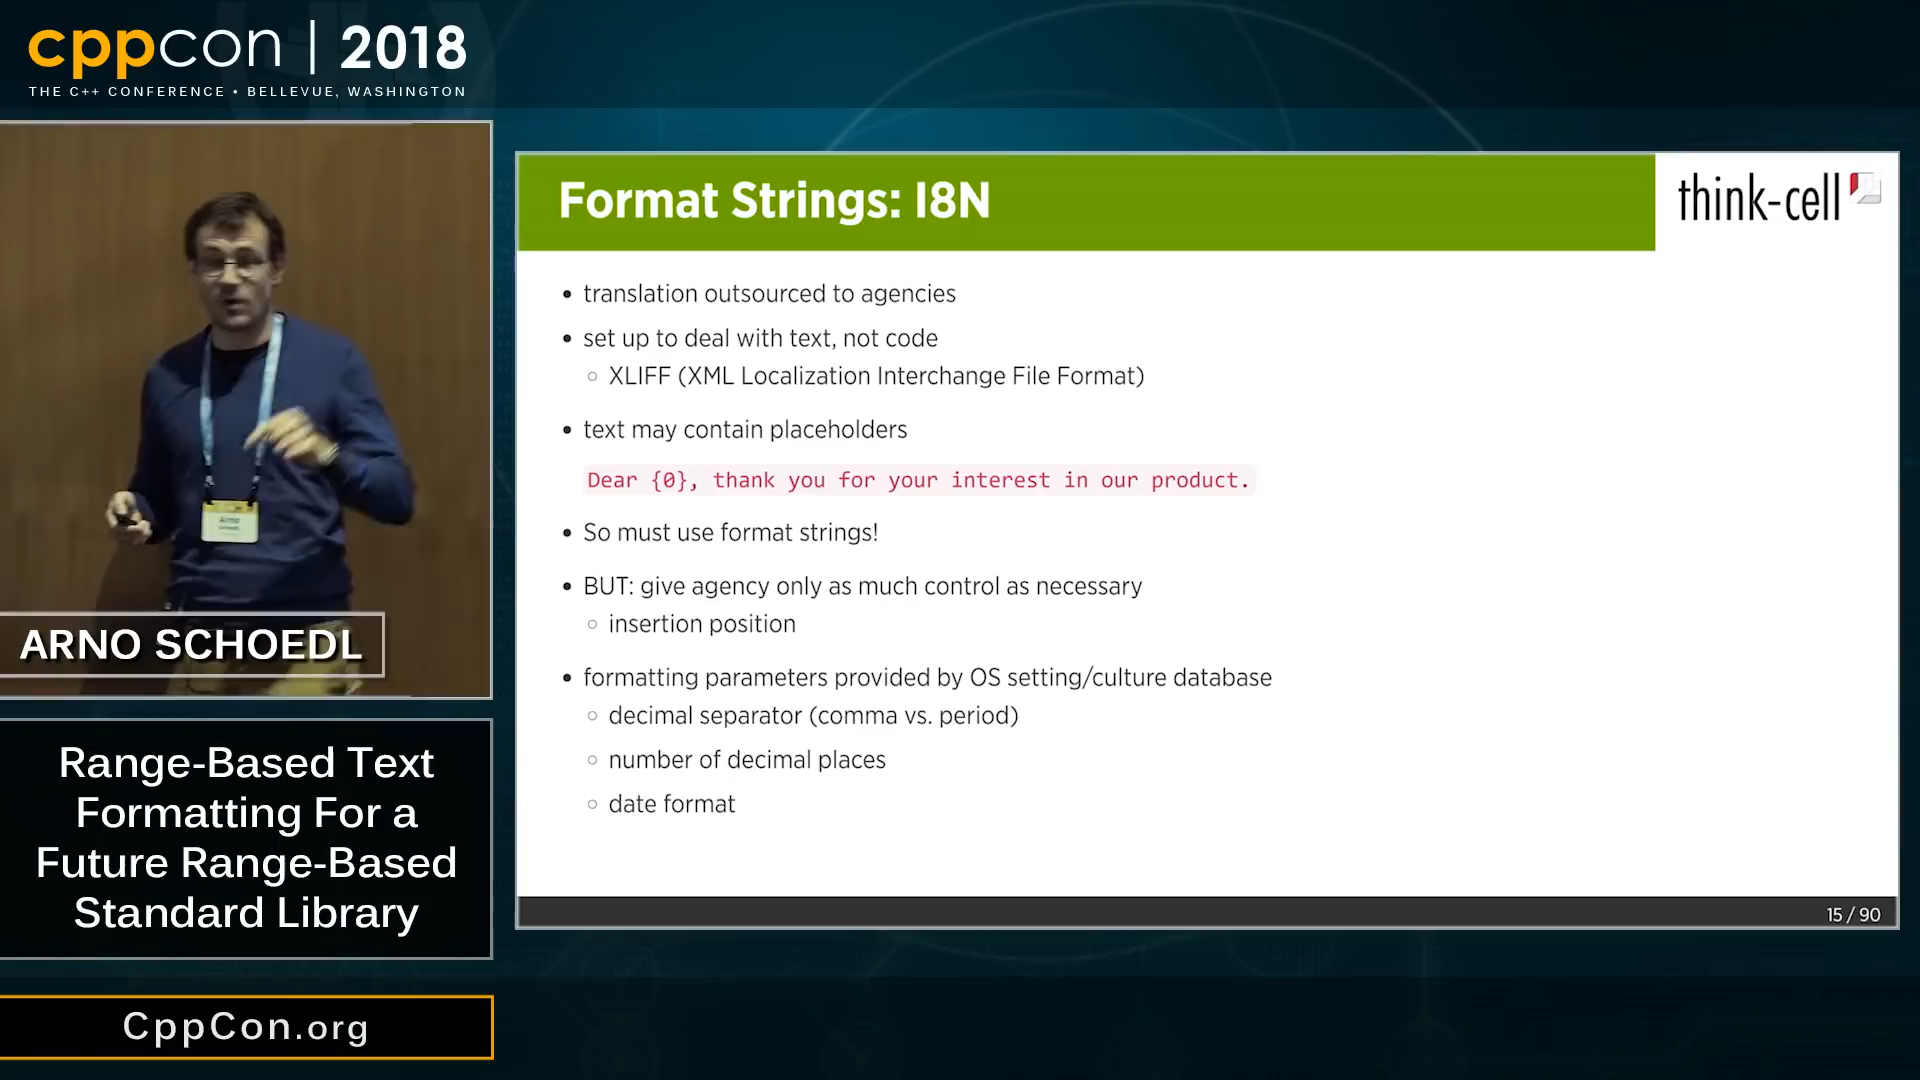 cppcon | 2018
THE C++ CONFERENCE • BELLEVUE, WASHINGTON
Format Strings: I8N
think-cell
• translation outsourced to agencies
• set up to deal with text, not code
○ XLIFF (XML Localization Interchange File Format)
• text may contain placeholders
Dear {0}, thank you for your interest in our product.
• So must use format strings!
• BUT: give agency only as much control as necessary
○ insertion position
• formatting parameters provided by OS setting/culture database
○ decimal separator (comma vs. period)
○ number of decimal places
○ date format
15 / 90
Arno
ARNO SCHOEDL
Range-Based Text
Formatting For a
Future Range-Based
Standard Library
CppCon.org